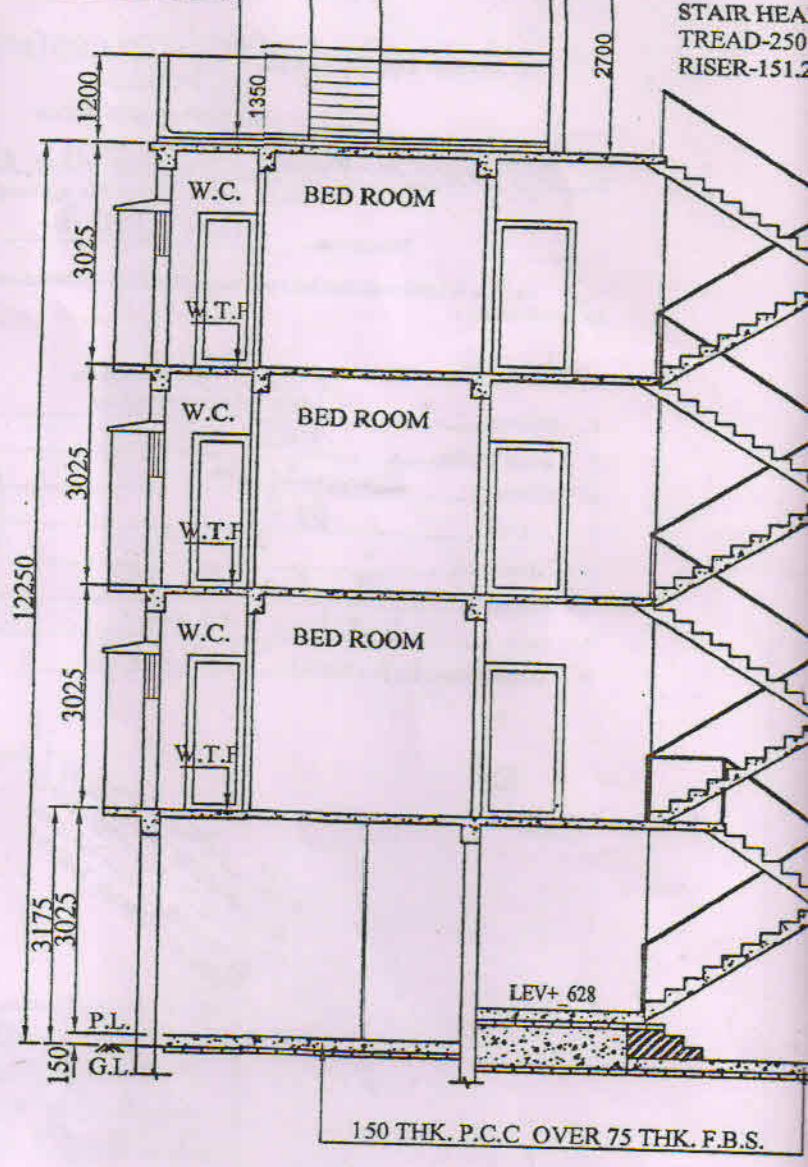 STAIR HEA
TREAD-250
RISER-151.2
1200
1350
2700
W.C.
BED ROOM
3025
W.T.P
W.C.
BED ROOM
3025
W.T.P
12250
W.C.
BED ROOM
3025
W.T.P
3175
3025
LEV+ 628
P.L.
150
G.L.
150 THK. P.C.C OVER 75 THK. F.B.S.